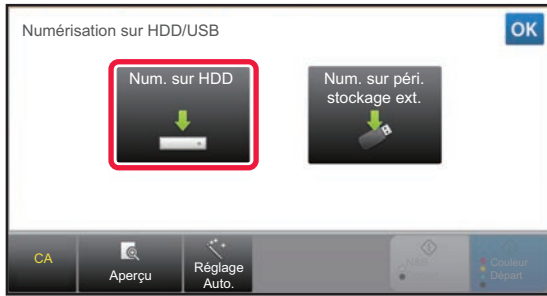 Numérisation sur HDD/USB
OK
Num. sur HDD
Num. sur péri.
stockage ext.
CA
Aperçu
Réglage
Auto.
N&B
Départ
Couleur
Départ